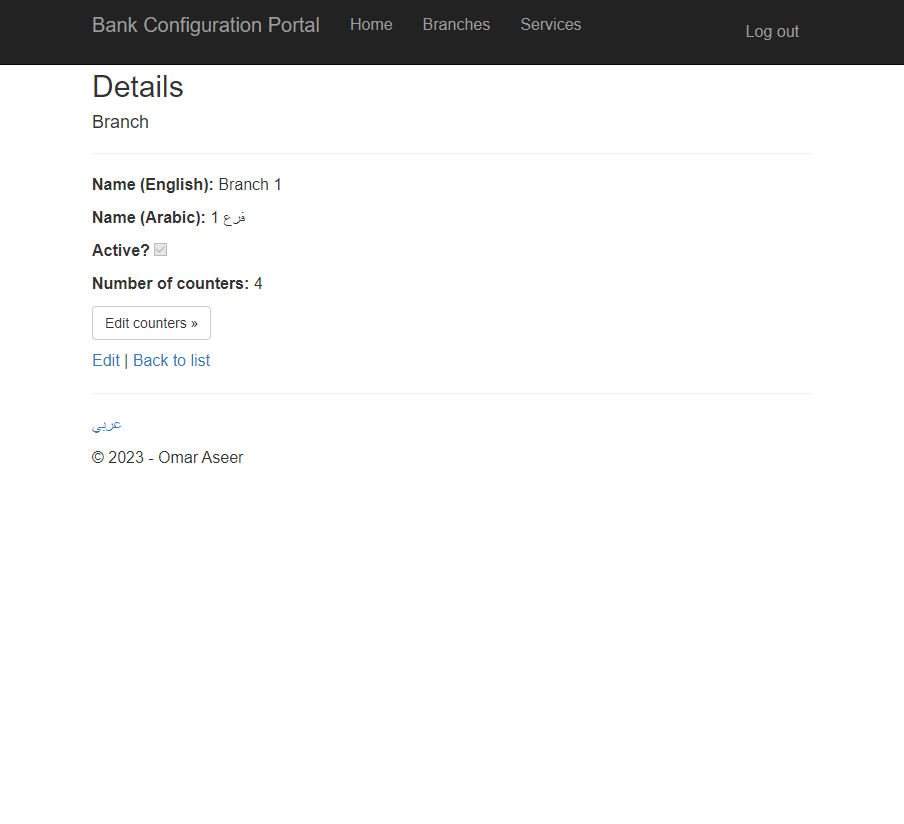 Bank Configuration Portal Home Branches Services Log out
Details
Branch
Name (English): Branch 1
Name (Arabic): فرع 1
Active?
Number of counters: 4
Edit counters »
Edit | Back to list
عربي
© 2023 - Omar Aseer